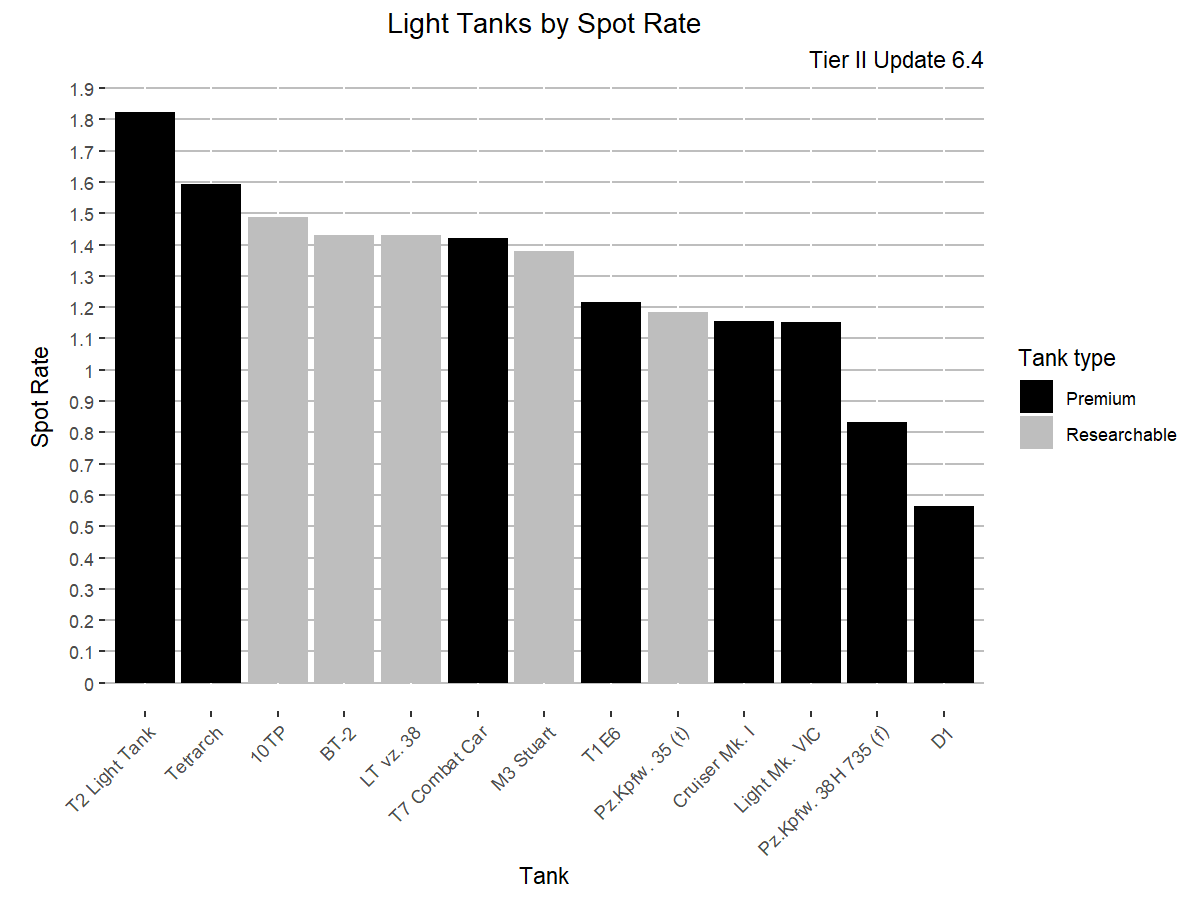 Light Tanks by Spot Rate
Tier II Update 6.4
1.9
1.8
1.7
1.6
1.5
1.4
1.3
1.2
1.1
1
0.9
0.8
0.7
0.6
0.5
0.4
0.3
0.2
0.1
0
Spot Rate
T2 Light Tank
Tetrarch
10TP
BT-2
LT vz. 38
T7 Combat Car
M3 Stuart
T1E6
Pz.Kpfw. 35 (t)
Cruiser Mk. I
Light Mk. VIC
Pz.Kpfw. 38H 735 (f)
D1
Tank
Tank type
Premium
Researchable